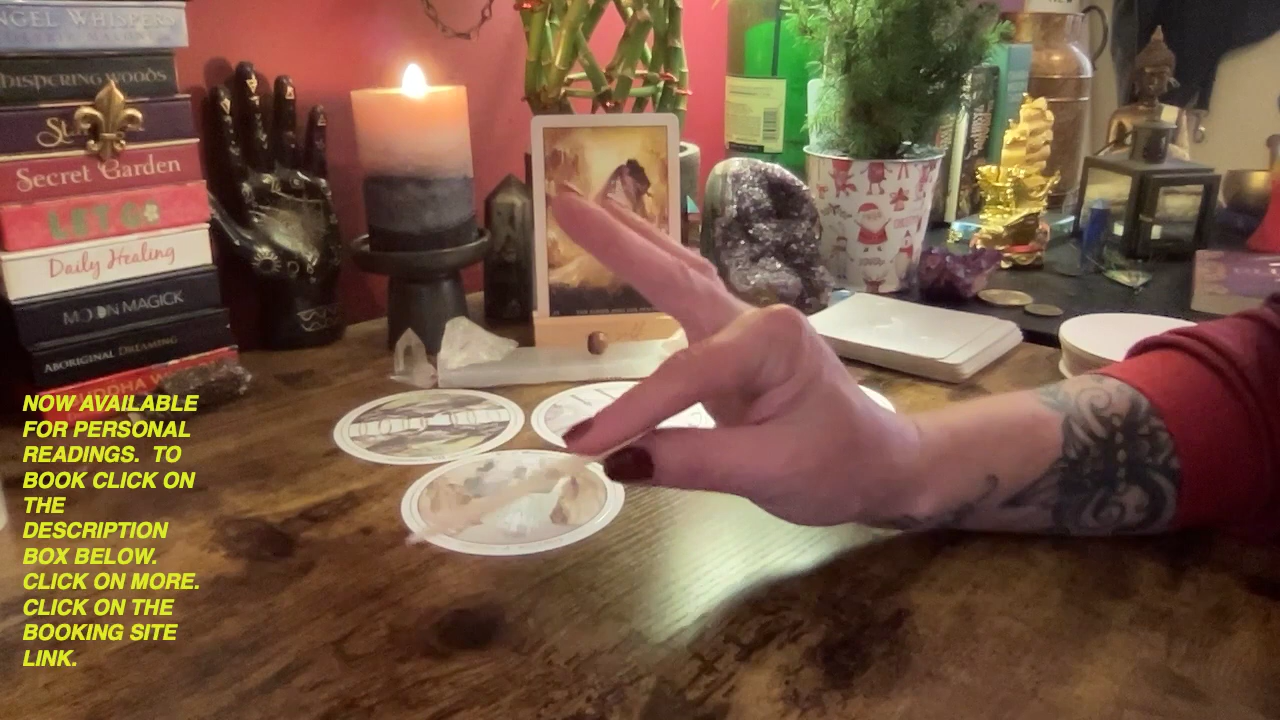 ANGEL WHISPERS
WHISPERING WOODS
Secret Garden
LET GO
Daily Healing
MOON MAGICK
ABORIGINAL DREAMING
BUDDHA
NOW AVAILABLE
FOR PERSONAL
READINGS. TO
BOOK CLICK ON
THE
DESCRIPTION
BOX BELOW.
CLICK ON MORE.
CLICK ON THE
BOOKING SITE
LINK.